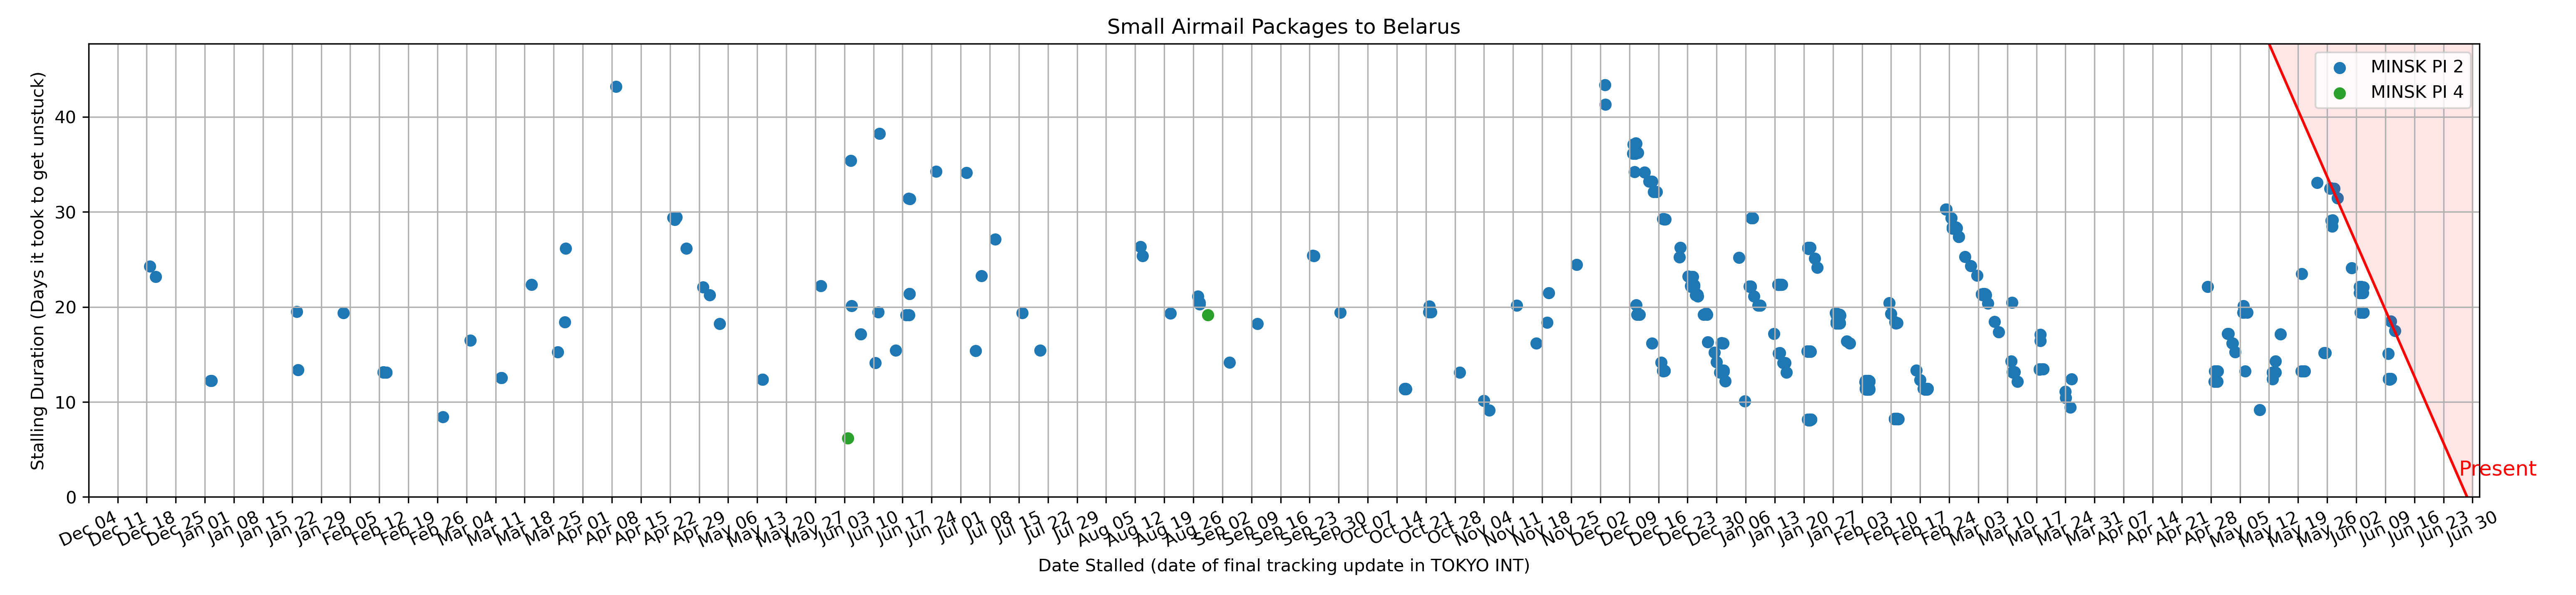 Small Airmail Packages to Belarus
MINSK PI 2
MINSK PI 4
Stalling Duration (Days it took to get unstuck)
40
30
20
10
0
Present
Dec 04 Dec 11 Dec 18 Dec 25 Jan 01 Jan 08 Jan 15 Jan 22 Jan 29 Feb 05 Feb 12 Feb 19 Feb 26 Mar 04 Mar 11 Mar 18 Mar 25 Apr 01 Apr 08 Apr 15 Apr 22 Apr 29 May 06 May 13 May 20 May 27 Jun 03 Jun 10 Jun 17 Jun 24 Jul 01 Jul 08 Jul 15 Jul 22 Jul 29 Aug 05 Aug 12 Aug 19 Aug 26 Sep 02 Sep 09 Sep 16 Sep 23 Sep 30 Oct 07 Oct 14 Oct 21 Oct 28 Nov 04 Nov 11 Nov 18 Nov 25 Dec 02 Dec 09 Dec 16 Dec 23 Dec 30 Jan 06 Jan 13 Jan 20 Jan 27 Feb 03 Feb 10 Feb 17 Feb 24 Mar 03 Mar 10 Mar 17 Mar 24 Mar 31 Apr 07 Apr 14 Apr 21 Apr 28 May 05 May 12 May 19 May 26 Jun 02 Jun 09 Jun 16 Jun 23 Jun 30
Date Stalled (date of final tracking update in TOKYO INT)